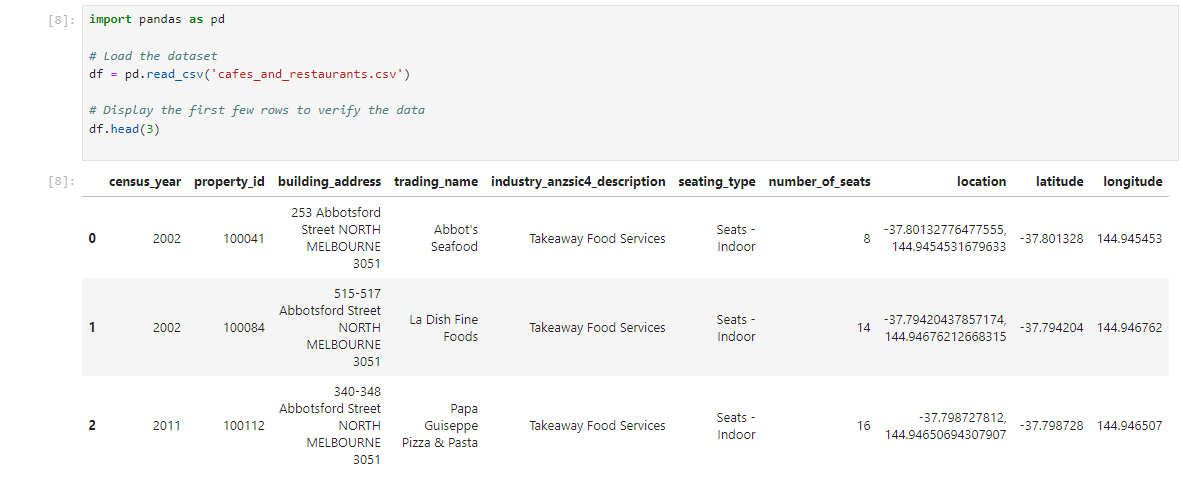 [8]:
import pandas as pd
# Load the dataset
df = pd.read_csv('cafes_and_restaurants.csv')
# Display the first few rows to verify the data
df.head(3)
[8]:
census_year property_id building_address trading_name industry_anzsic4_description seating_type number_of_seats location latitude longitude
0 2002 100041 253 Abbotsford Street NORTH MELBOURNE 3051 Abbot's Seafood Takeaway Food Services Seats - Indoor 8 -37.80132776477555, 144.9454531679633 -37.801328 144.945453
1 2002 100084 515-517 Abbotsford Street NORTH MELBOURNE 3051 La Dish Fine Foods Takeaway Food Services Seats - Indoor 14 -37.79420437857174, 144.94676212668315 -37.794204 144.946762
2 2011 100112 340-348 Abbotsford Street NORTH MELBOURNE 3051 Papa Guiseppe Pizza & Pasta Takeaway Food Services Seats - Indoor 16 -37.798727812, 144.94650694307907 -37.798728 144.946507